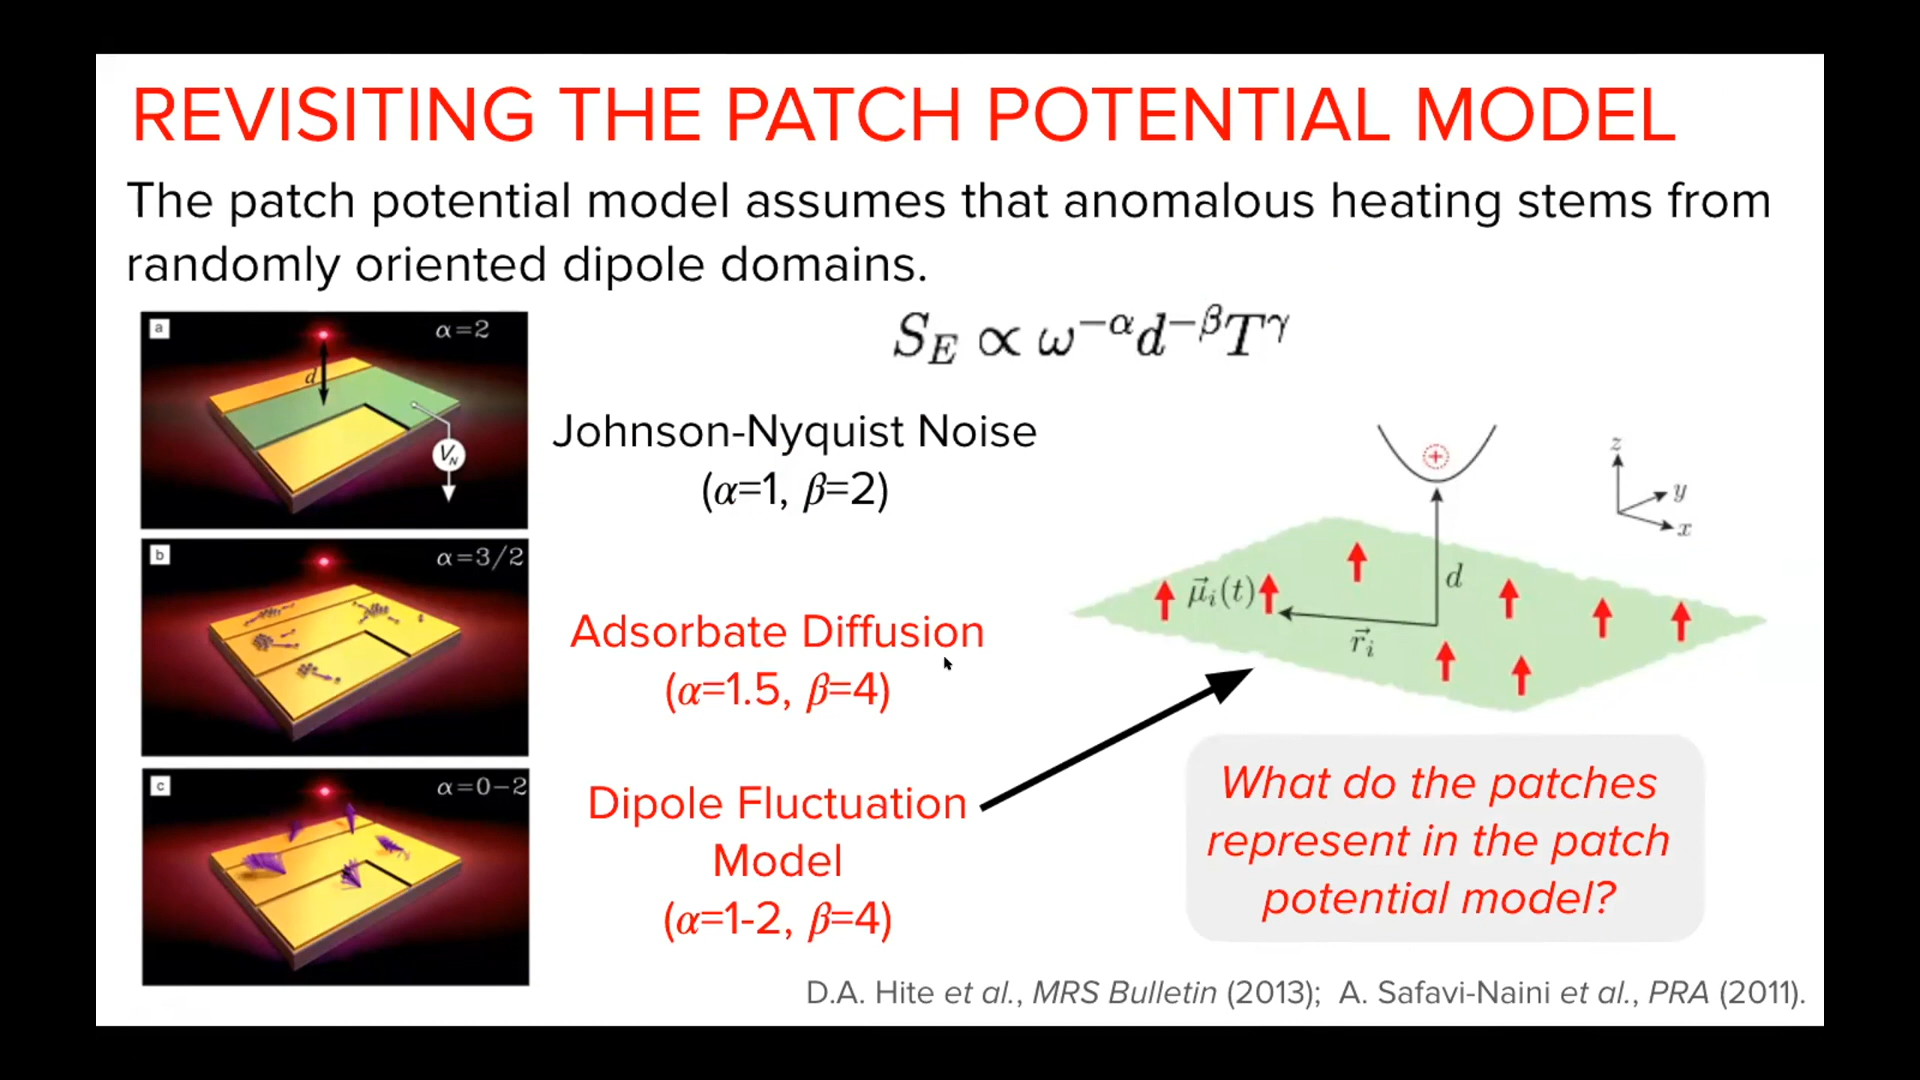 REVISITING THE PATCH POTENTIAL MODEL
The patch potential model assumes that anomalous heating stems from
randomly oriented dipole domains.
S_E ∝ ω^{−α}d^{−β}T^{γ}
a
α=2
d
V_N
Johnson-Nyquist Noise
(α=1, β=2)
b
α=3/2
Adsorbate Diffusion
(α=1.5, β=4)
c
α=0–2
Dipole Fluctuation
Model
(α=1-2, β=4)
z
y
x
d
μ⃗_i(t)
r⃗_i
What do the patches
represent in the patch
potential model?
D.A. Hite et al., MRS Bulletin (2013); A. Safavi-Naini et al., PRA (2011).